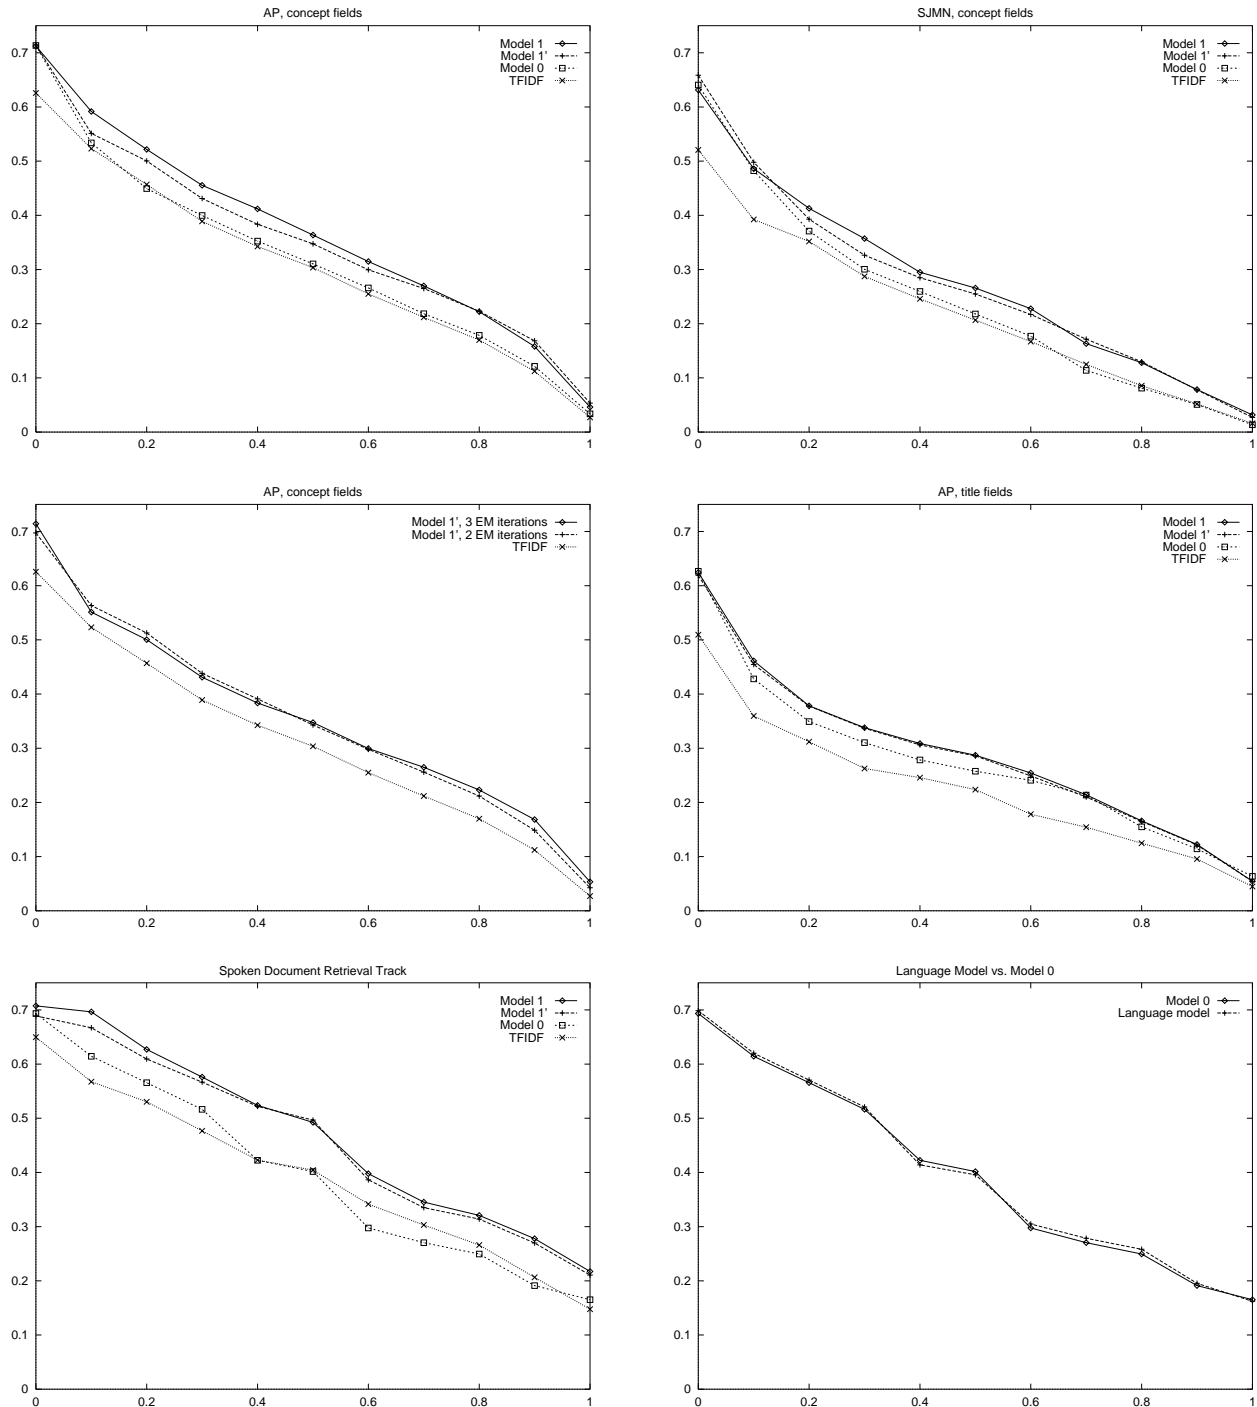 AP, concept fields
Model 1
Model 1'
Model 0
TFIDF
0.7
0.6
0.5
0.4
0.3
0.2
0.1
0
0 0.2 0.4 0.6 0.8 1
SJMN, concept fields
Model 1
Model 1'
Model 0
TFIDF
0.7
0.6
0.5
0.4
0.3
0.2
0.1
0
0 0.2 0.4 0.6 0.8 1
AP, concept fields
Model 1', 3 EM iterations
Model 1', 2 EM iterations
TFIDF
0.7
0.6
0.5
0.4
0.3
0.2
0.1
0
0 0.2 0.4 0.6 0.8 1
AP, title fields
Model 1
Model 1'
Model 0
TFIDF
0.7
0.6
0.5
0.4
0.3
0.2
0.1
0
0 0.2 0.4 0.6 0.8 1
Spoken Document Retrieval Track
Model 1
Model 1'
Model 0
TFIDF
0.7
0.6
0.5
0.4
0.3
0.2
0.1
0
0 0.2 0.4 0.6 0.8 1
Language Model vs. Model 0
Model 0
Language model
0.7
0.6
0.5
0.4
0.3
0.2
0.1
0
0 0.2 0.4 0.6 0.8 1